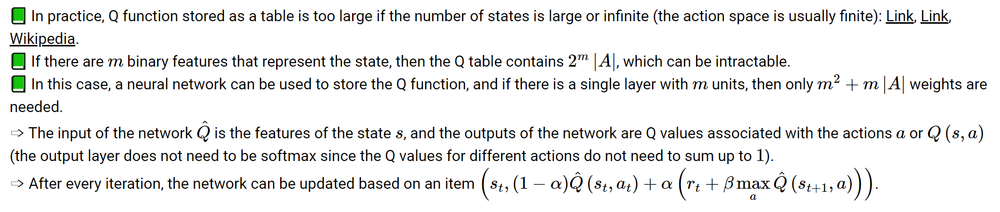 📗 In practice, Q function stored as a table is too large if the number of states is large or infinite (the action space is usually finite): Link, Link,
Wikipedia.
📗 If there are $m$ binary features that represent the state, then the Q table contains $2^{m} \left|A\right|$, which can be intractable.
📗 In this case, a neural network can be used to store the Q function, and if there is a single layer with $m$ units, then only $m^{2} + m \left|A\right|$ weights are
needed.
➩ The input of the network $\hat{Q}$ is the features of the state $s$, and the outputs of the network are Q values associated with the actions $a$ or $Q\left(s, a\right)$
(the output layer does not need to be softmax since the Q values for different actions do not need to sum up to $1$).
➩ After every iteration, the network can be updated based on an item $\left(s_{t}, (1 - \alpha) \hat{Q}\left(s_{t}, a_{t}\right) + \alpha \left(r_{t} + \beta \max_{a} \hat{Q}\left(s_{t+1}, a\right)\right)\right)$.